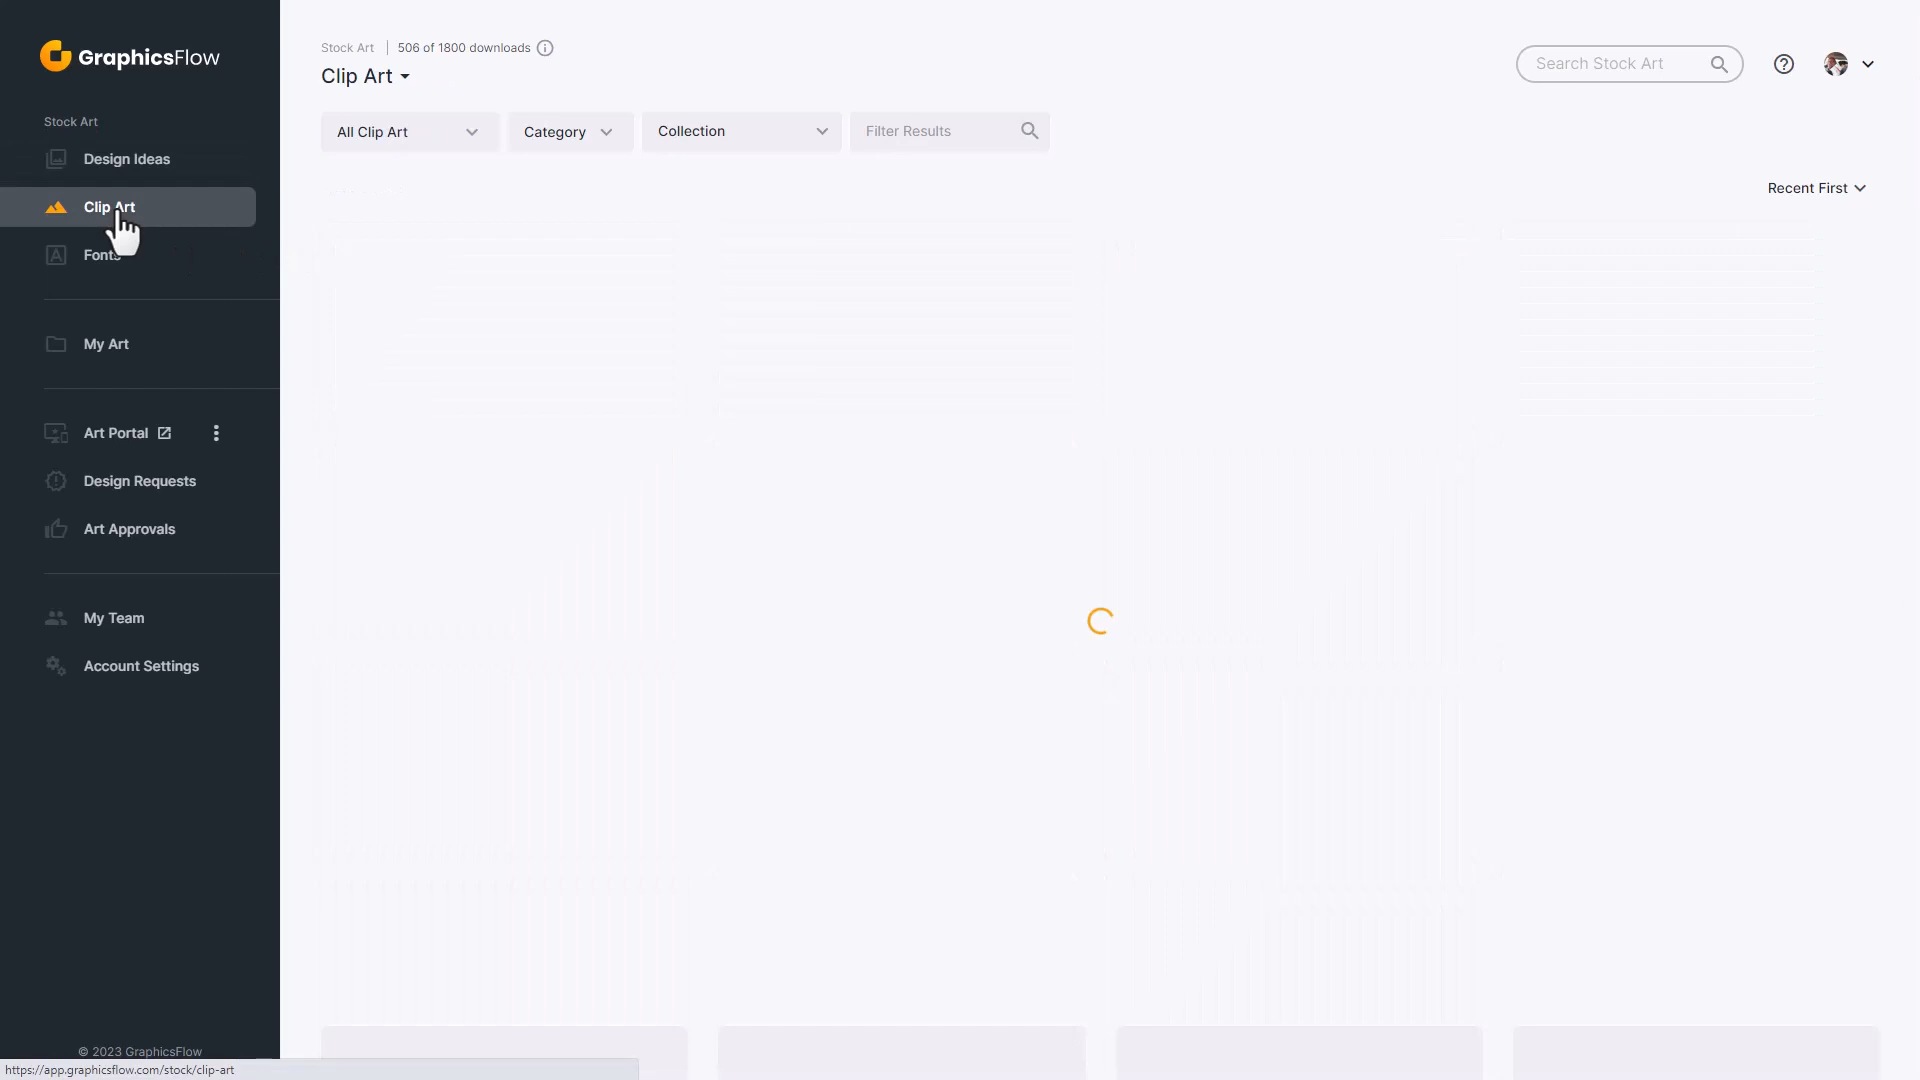 GraphicsFlow
Stock Art
Design Ideas
Clip Art
Fonts
My Art
Art Portal
Design Requests
Art Approvals
My Team
Account Settings
© 2023 GraphicsFlow
https://app.graphicsflow.com/stock/clip-art
Stock Art | 506 of 1800 downloads
Clip Art
Search Stock Art
All Clip Art
Category
Collection
Filter Results
Recent First